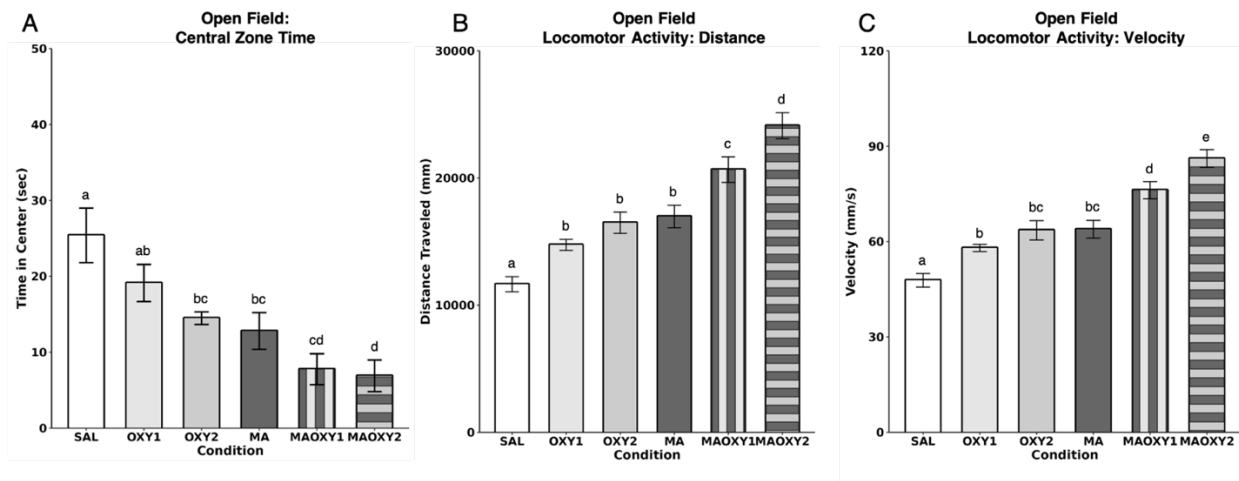 A
Open Field:
Central Zone Time
50
40
30
20
10
0
Time in Center (sec)
a
ab
bc
bc
cd
d
SAL OXY1 OXY2 MA MAOXY1 MAOXY2
Condition
B
Open Field
Locomotor Activity: Distance
30000
20000
10000
0
Distance Traveled (mm)
a
b
b
b
c
d
SAL OXY1 OXY2 MA MAOXY1 MAOXY2
Condition
C
Open Field
Locomotor Activity: Velocity
120
90
60
30
0
Velocity (mm/s)
a
b
bc
bc
d
e
SAL OXY1 OXY2 MA MAOXY1 MAOXY2
Condition